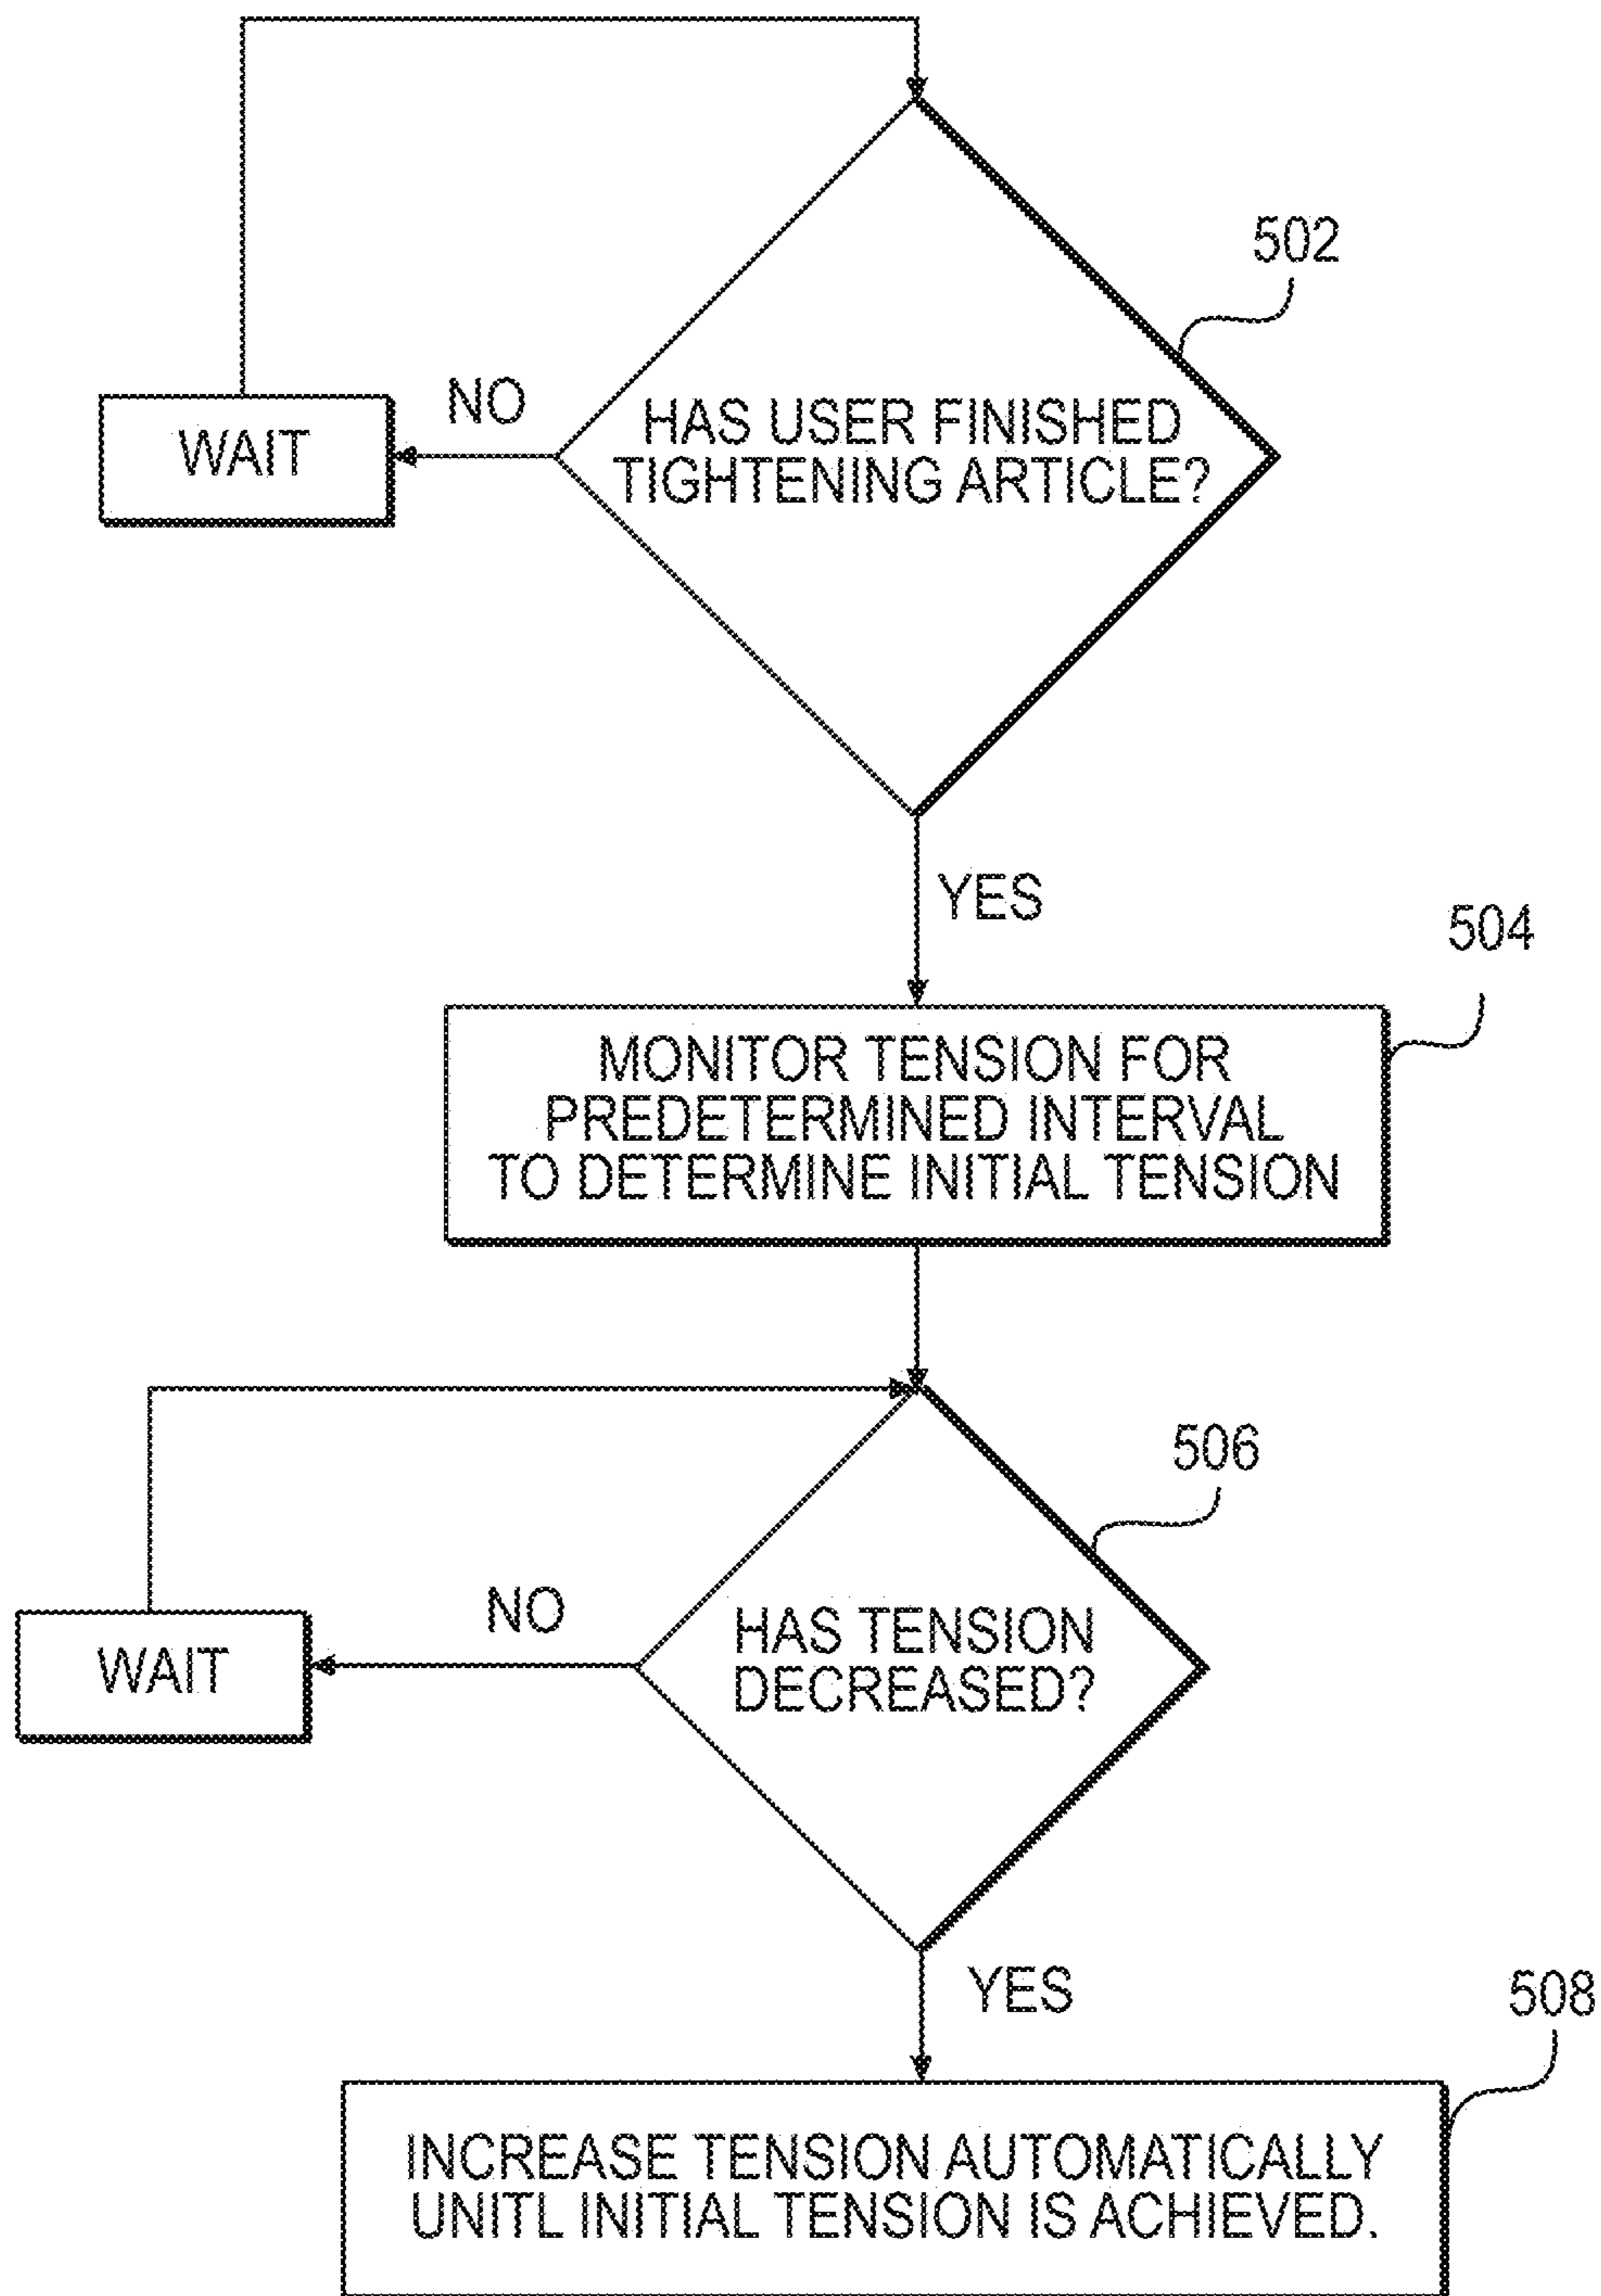 502
NO
WAIT
HAS USER FINISHED
TIGHTENING ARTICLE?
YES
504
MONITOR TENSION FOR
PREDETERMINED INTERVAL
TO DETERMINE INITIAL TENSION
506
NO
WAIT
HAS TENSION
DECREASED?
YES
508
INCREASE TENSION AUTOMATICALLY
UNITL INITIAL TENSION IS ACHIEVED.